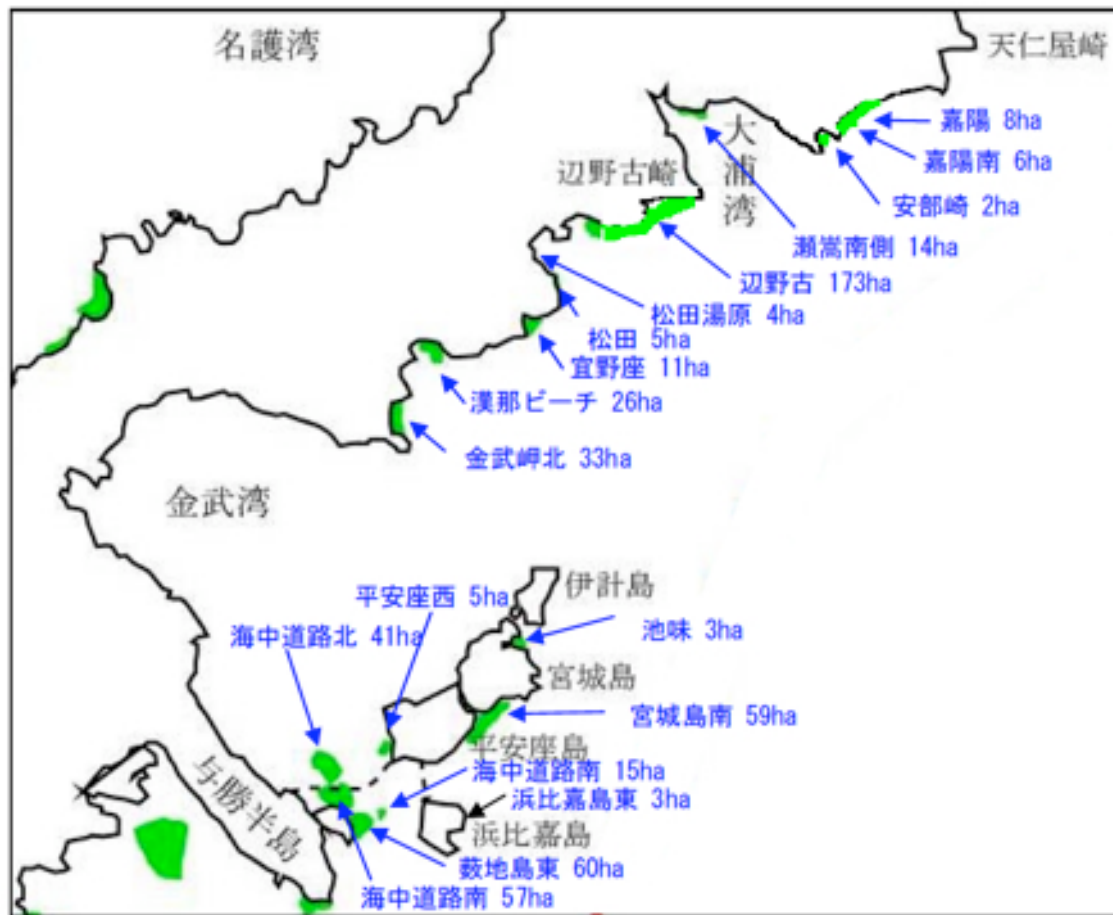 名護湾
天仁屋崎
嘉陽 8ha
嘉陽南 6ha
安部崎 2ha
大浦湾
辺野古崎
瀬嵩南側 14ha
辺野古 173ha
松田湯原 4ha
松田 5ha
宜野座 11ha
漢那ビーチ 26ha
金武岬北 33ha
金武湾
伊計島
平安座西 5ha
池味 3ha
海中道路北 41ha
宮城島
宮城島南 59ha
平安座島
海中道路南 15ha
浜比嘉島東 3ha
与勝半島
浜比嘉島
藪地島東 60ha
海中道路南 57ha